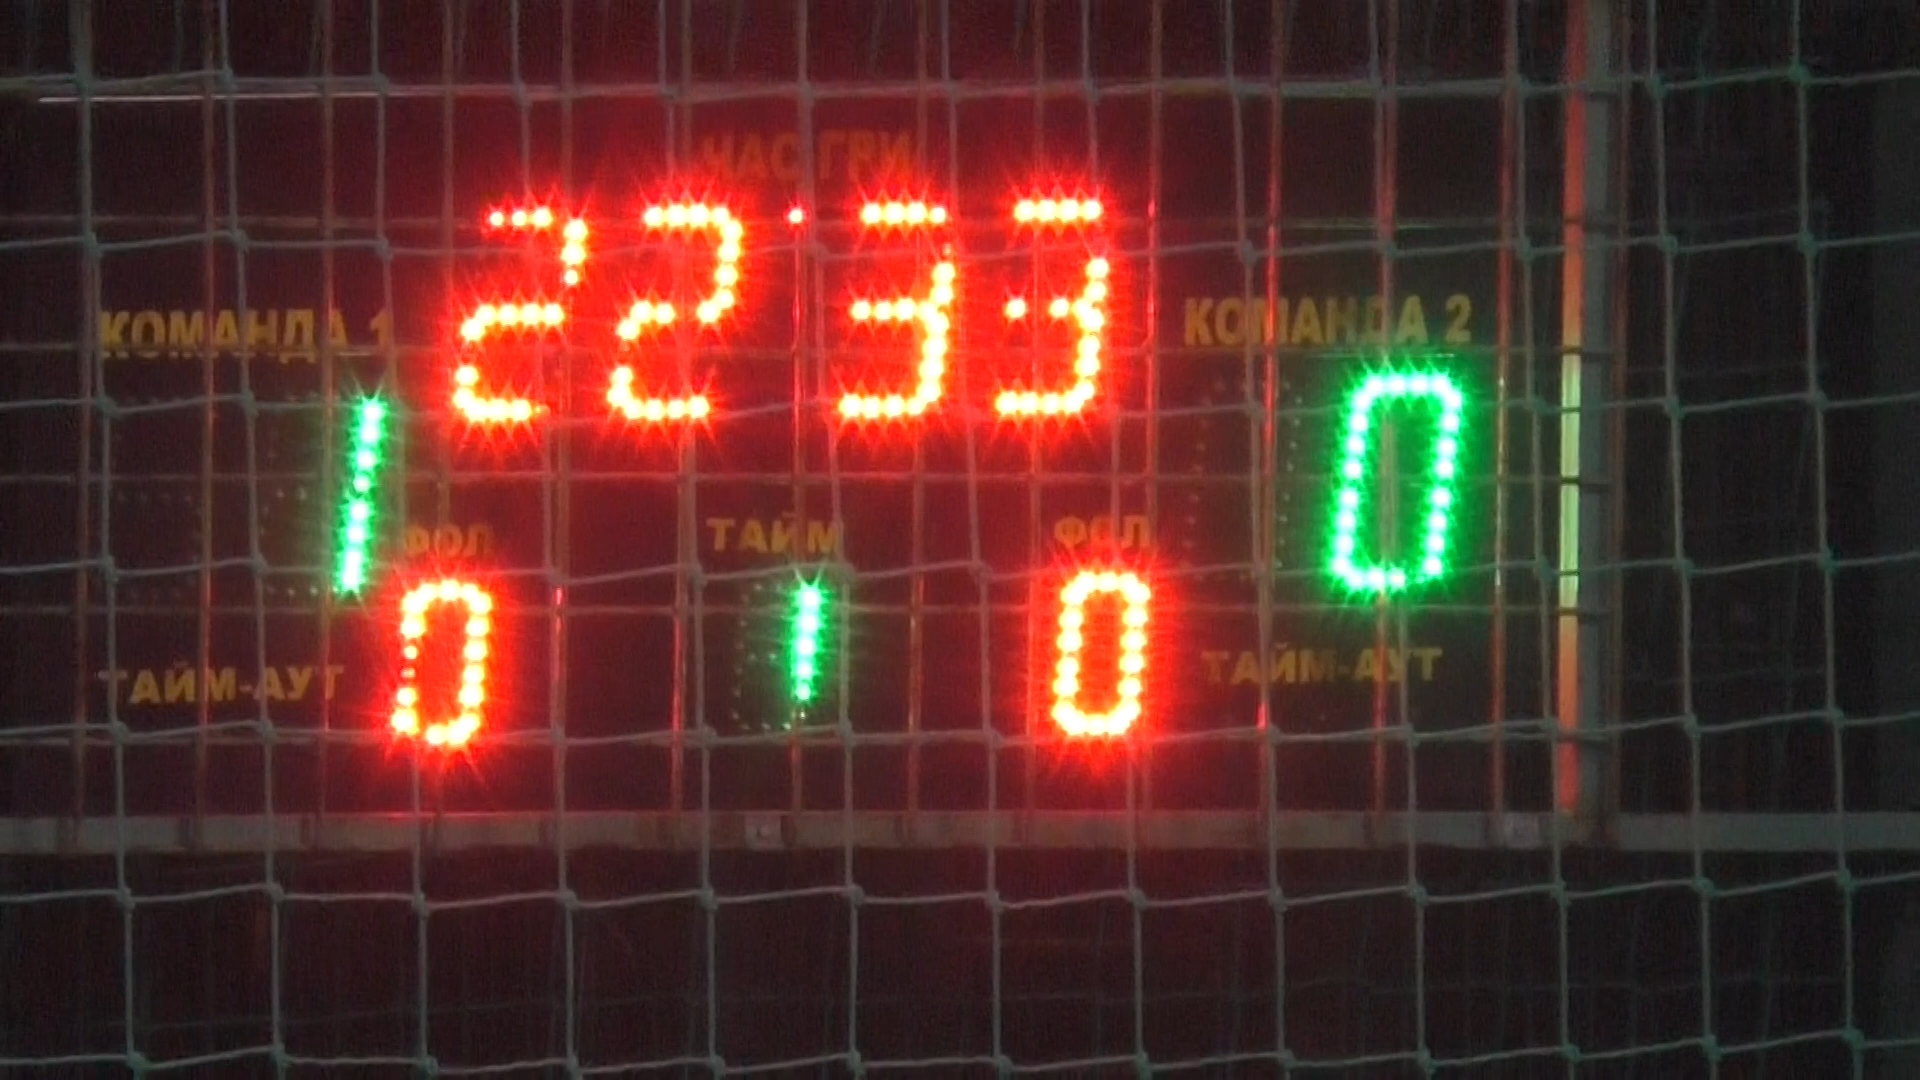 ЧАС ГРИ
22 33
КОМАНДА 1
КОМАНДА 2
1
0
ФОЛ ТАЙМ ФОЛ
0 1 0
ТАЙМ-АУТ
ТАЙМ-АУТ